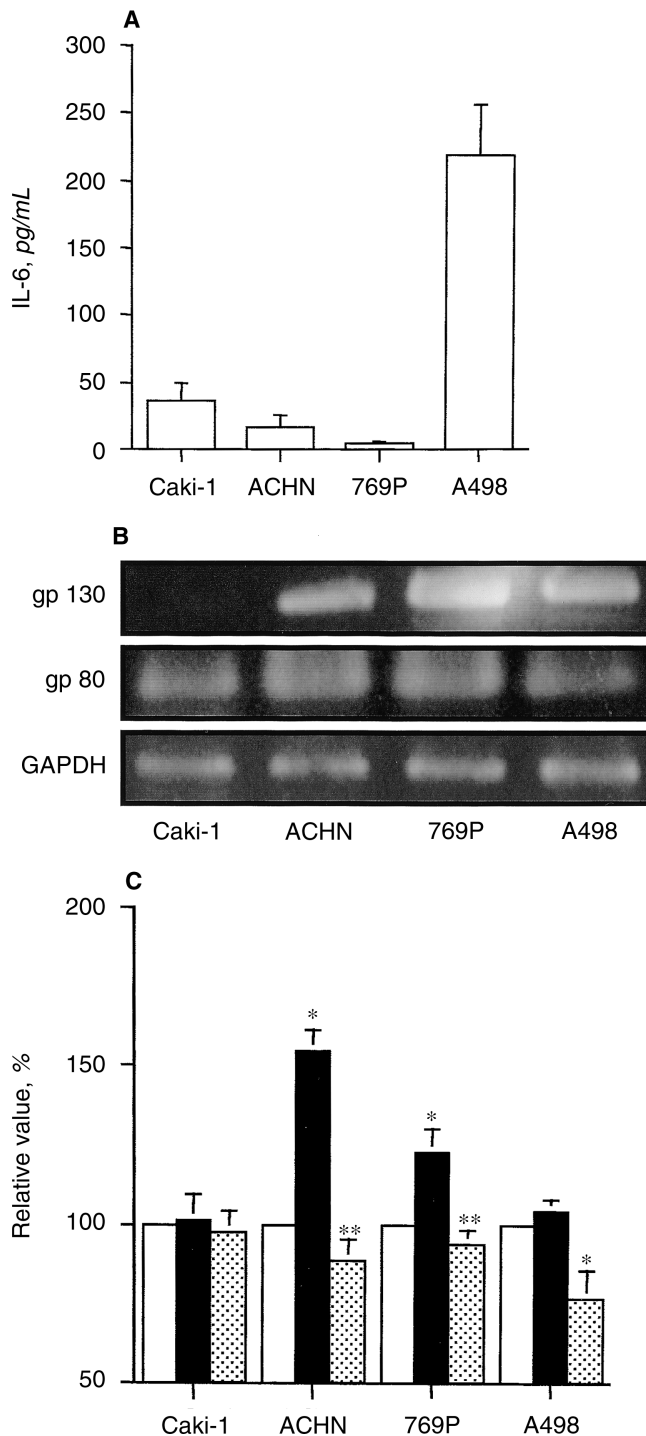 A
300
250
200
150
100
50
0
IL-6, pg/mL
Caki-1 ACHN 769P A498
B
gp 130
gp 80
GAPDH
Caki-1 ACHN 769P A498
C
200
150
100
50
Relative value, %
*
**
*
**
*
Caki-1 ACHN 769P A498